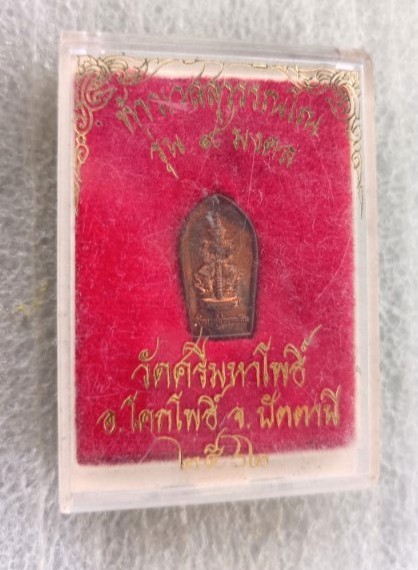 ท้าวเวสสุวรรณโณ
รุ่น ๙ มงคล
วัดศรีมหาโพธิ์
อ.โคกโพธิ์ จ.ปัตตานี